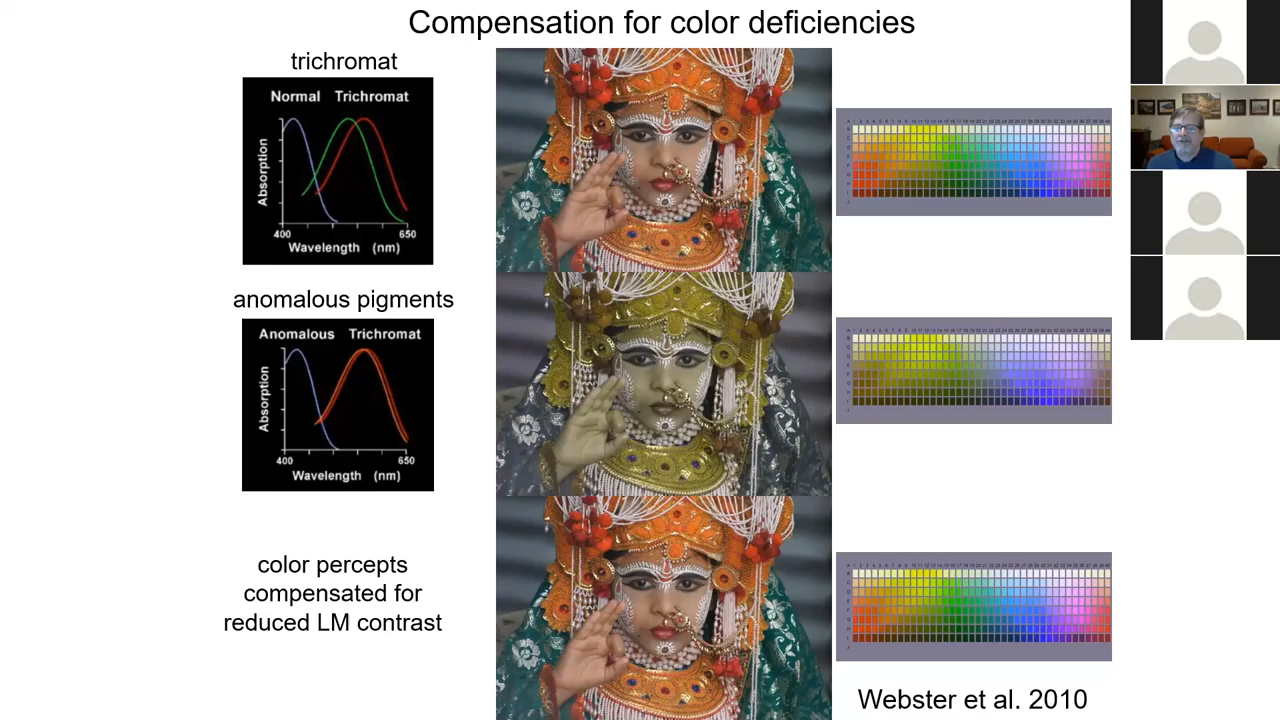 Compensation for color deficiencies
trichromat
Normal Trichromat
Absorption
400
650
Wavelength (nm)
anomalous pigments
Anomalous Trichromat
Absorption
400
650
Wavelength (nm)
color percepts
compensated for
reduced LM contrast
Webster et al. 2010